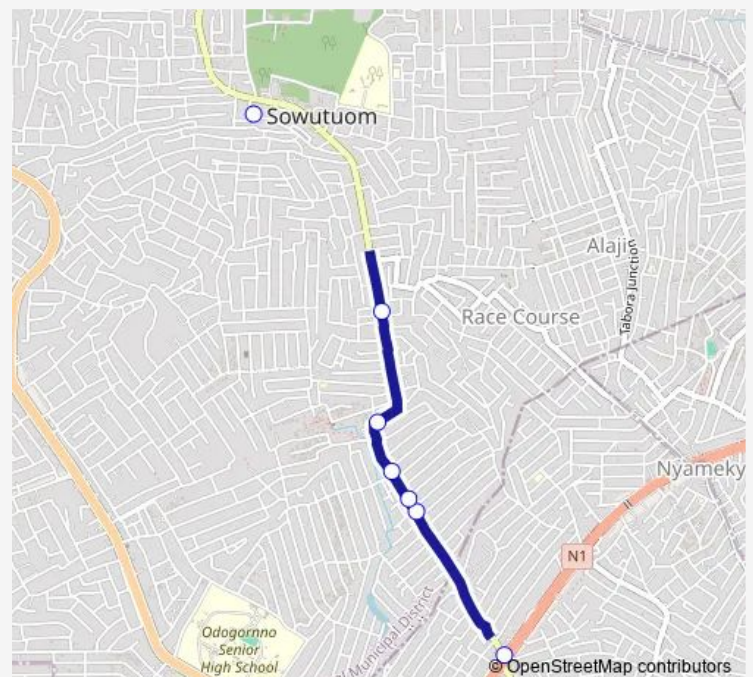 Sowutuom
Alaji
Tabora Junction
Race Course
Nyameky
N1
Municipal District
Odogornno
Senior
High School
© OpenStreetMap contributors